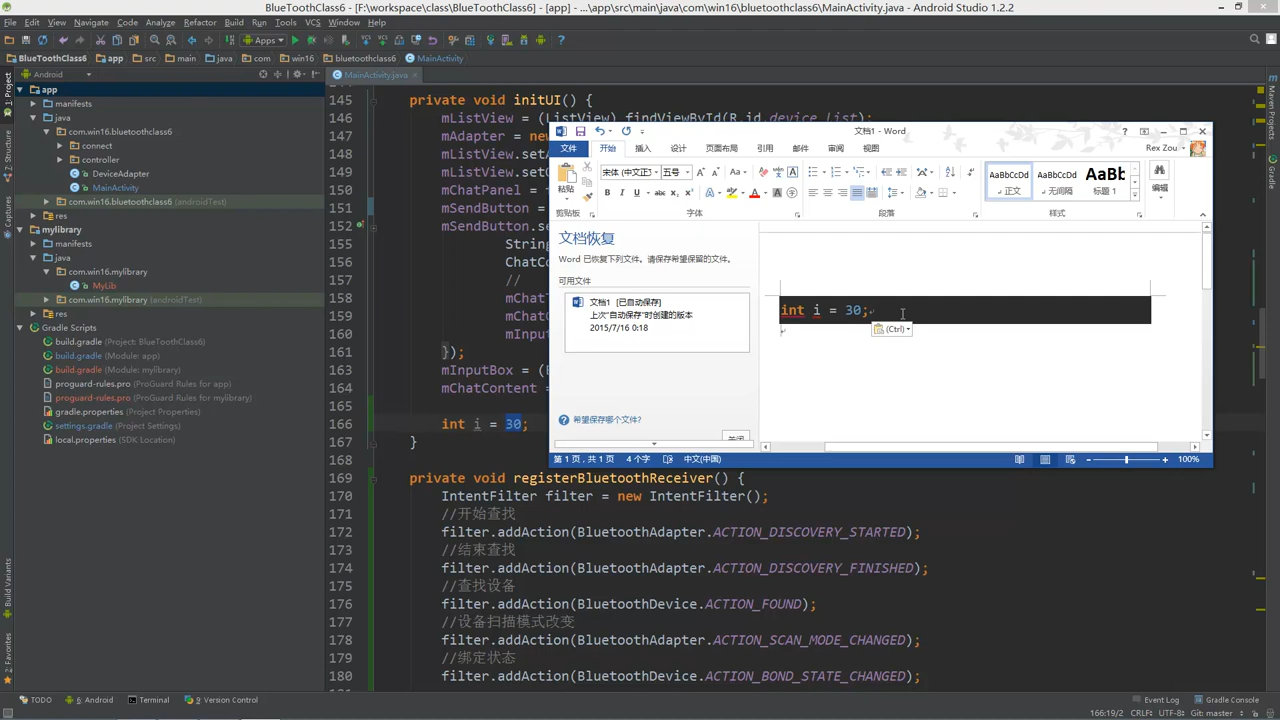 BlueToothClass6 - [F:\workspace\class\BlueToothClass6] - [app] - ...\app\src\main\java\com\win16\bluetoothclass6\MainActivity.java - Android Studio 1.2.2
File Edit View Navigate Code Analyze Refactor Build Run Tools VCS Window Help
Apps
BlueToothClass6 app src main java com win16 bluetoothclass6 MainActivity
Android
MainActivity.java
1: Project
7: Structure
Captures
Build Variants
2: Favorites
Maven Projects
Gradle
app
manifests
java
com.win16.bluetoothclass6
connect
controller
DeviceAdapter
MainActivity
com.win16.bluetoothclass6 (androidTest)
res
mylibrary
manifests
java
com.win16.mylibrary
MyLib
com.win16.mylibrary (androidTest)
res
Gradle Scripts
build.gradle (Project: BlueToothClass6)
build.gradle (Module: app)
build.gradle (Module: mylibrary)
proguard-rules.pro (ProGuard Rules for app)
proguard-rules.pro (ProGuard Rules for mylibrary)
gradle.properties (Project Properties)
settings.gradle (Project Settings)
local.properties (SDK Location)
145 private void initUI() {
146 mListView = (ListView) findViewById(R.id.device_list);
147 mAdapter = new
148 mListView.setA
149 mListView.setO
150 mChatPanel =
151 mSendButton =
152 mSendButton.se
155 String
156 ChatCo
157 //
158 mChatT
159 mChatC
160 mInput
161 });
163 mInputBox = (E
164 mChatContent =
165
166 int i = 30;
167 }
168
169 private void registerBluetoothReceiver() {
170 IntentFilter filter = new IntentFilter();
171 //开始查找
172 filter.addAction(BluetoothAdapter.ACTION_DISCOVERY_STARTED);
173 //结束查找
174 filter.addAction(BluetoothAdapter.ACTION_DISCOVERY_FINISHED);
175 //查找设备
176 filter.addAction(BluetoothDevice.ACTION_FOUND);
177 //设备扫描模式改变
178 filter.addAction(BluetoothAdapter.ACTION_SCAN_MODE_CHANGED);
179 //绑定状态
180 filter.addAction(BluetoothDevice.ACTION_BOND_STATE_CHANGED);
文档1 - Word
文件 开始 插入 设计 页面布局 引用 邮件 审阅 视图 Rex Zou
粘贴
宋体 (中文正 五号
AaBbCcDd AaBbCcDd AaBb
正文 无间隔 标题 1
编辑
剪贴板 字体 段落 样式
文档恢复
Word 已恢复下列文件。请保存希望保留的文件。
可用文件
文档1 [已自动保存]
上次"自动保存"时创建的版本
2015/7/16 0:18
希望保存哪个文件?
关闭
int i = 30;
(Ctrl)
第 1 页，共 1 页 4 个字 中文(中国) 100%
TODO 6: Android Terminal 9: Version Control Event Log Gradle Console
166:19/2 CRLF UTF-8 Git: master